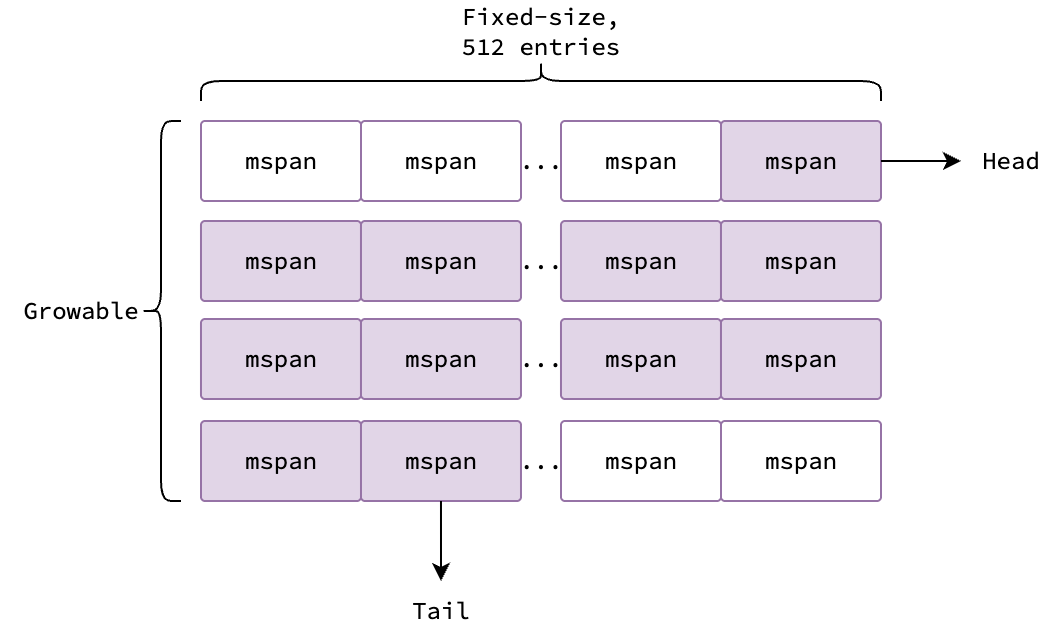 Fixed-size,
512 entries
mspan mspan ... mspan mspan Head
mspan mspan ... mspan mspan
Growable
mspan mspan ... mspan mspan
mspan mspan ... mspan mspan
Tail